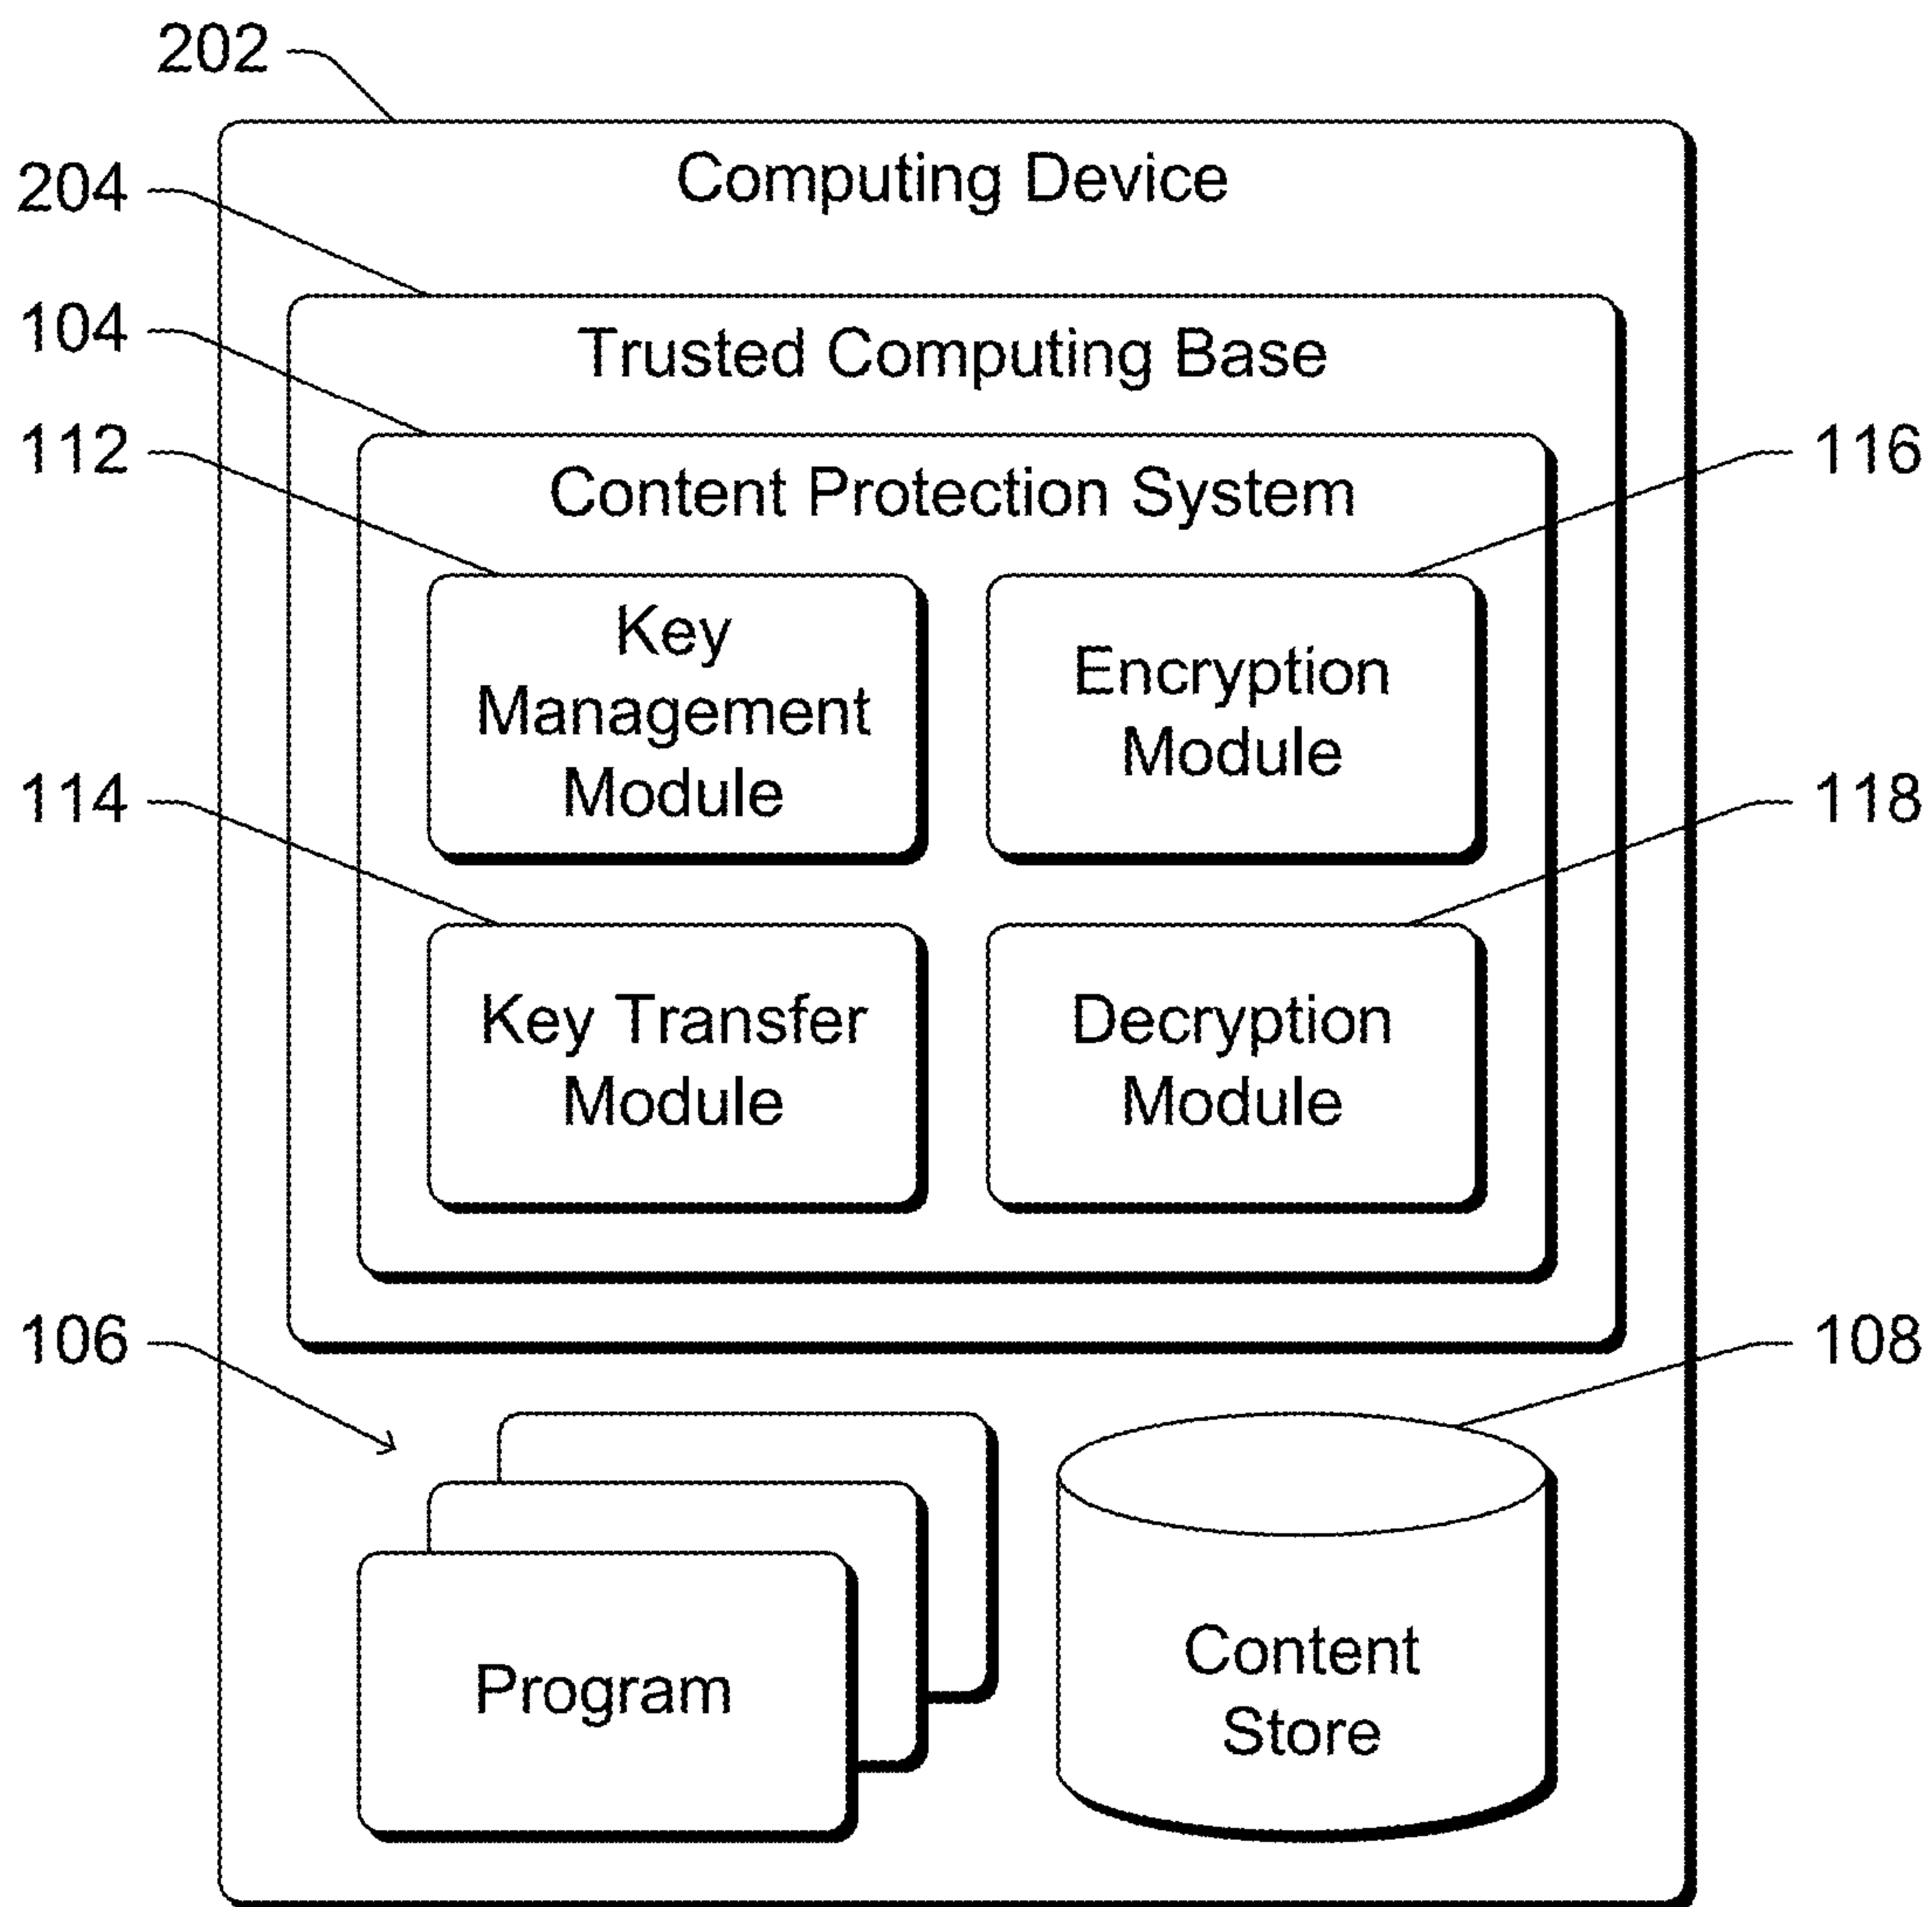 202
Computing Device
204
Trusted Computing Base
104
Content Protection System
112
116
Key
Management
Module
Encryption
Module
114
118
Key Transfer
Module
Decryption
Module
106
108
Program
Content
Store